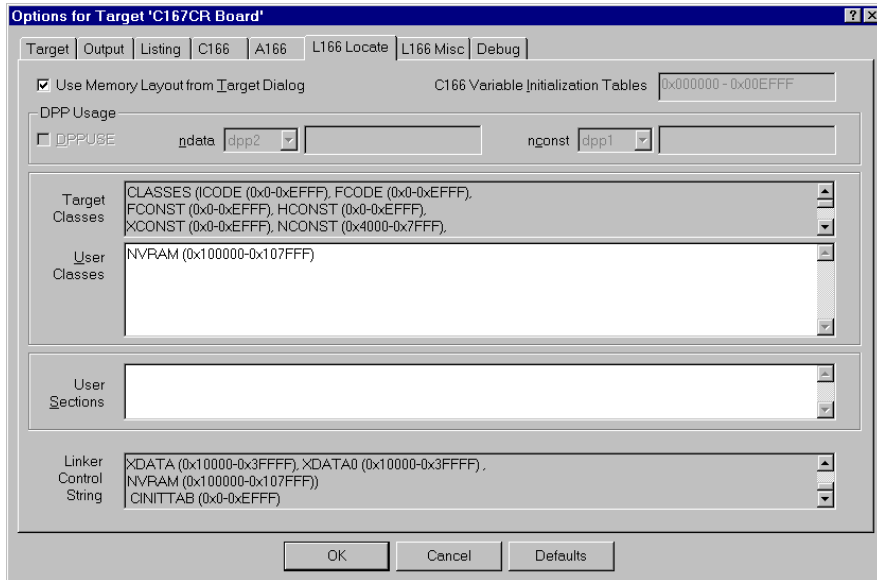 Options for Target 'C167CR Board'
Target Output Listing C166 A166 L166 Locate L166 Misc Debug
Use Memory Layout from Target Dialog
C166 Variable Initialization Tables 0x000000 - 0x00EFFF
DPP Usage
DPPUSE ndata dpp2 nconst dpp1
Target Classes
CLASSES (ICODE (0x0-0xEFFF), FCODE (0x0-0xEFFF),
FCONST (0x0-0xEFFF), HCONST (0x0-0xEFFF),
XCONST (0x0-0xEFFF), NCONST (0x4000-0x7FFF),
User Classes
NVRAM (0x100000-0x107FFF)
User Sections
Linker Control String
XDATA (0x10000-0x3FFFF), XDATA0 (0x10000-0x3FFFF) ,
NVRAM (0x100000-0x107FFF))
CINITTAB (0x0-0xEFFF)
OK Cancel Defaults